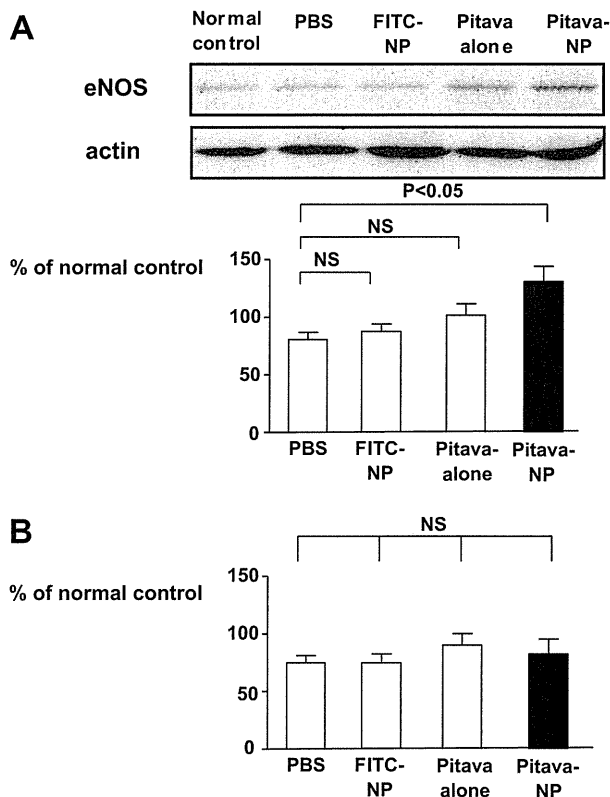 A
Normal control
PBS
FITC-NP
Pitava alone
Pitava-NP
eNOS
actin
P<0.05
NS
NS
% of normal control
150
100
50
0
PBS
FITC-NP
Pitava-alone
Pitava-NP
B
NS
% of normal control
150
100
50
0
PBS
FITC-NP
Pitava alone
Pitava-NP